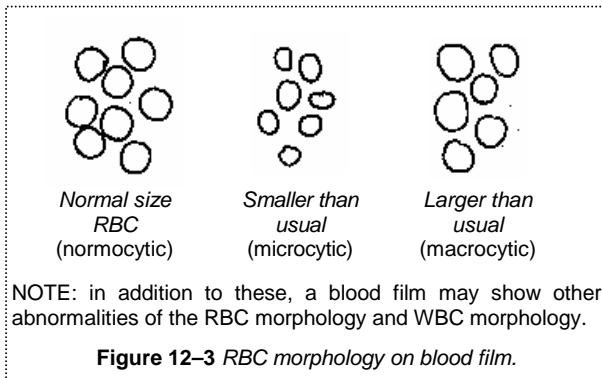 Normal size
RBC
(normocytic)
Smaller than
usual
(microcytic)
Larger than
usual
(macrocytic)
NOTE: in addition to these, a blood film may show other
abnormalities of the RBC morphology and WBC morphology.
Figure 12–3 RBC morphology on blood film.